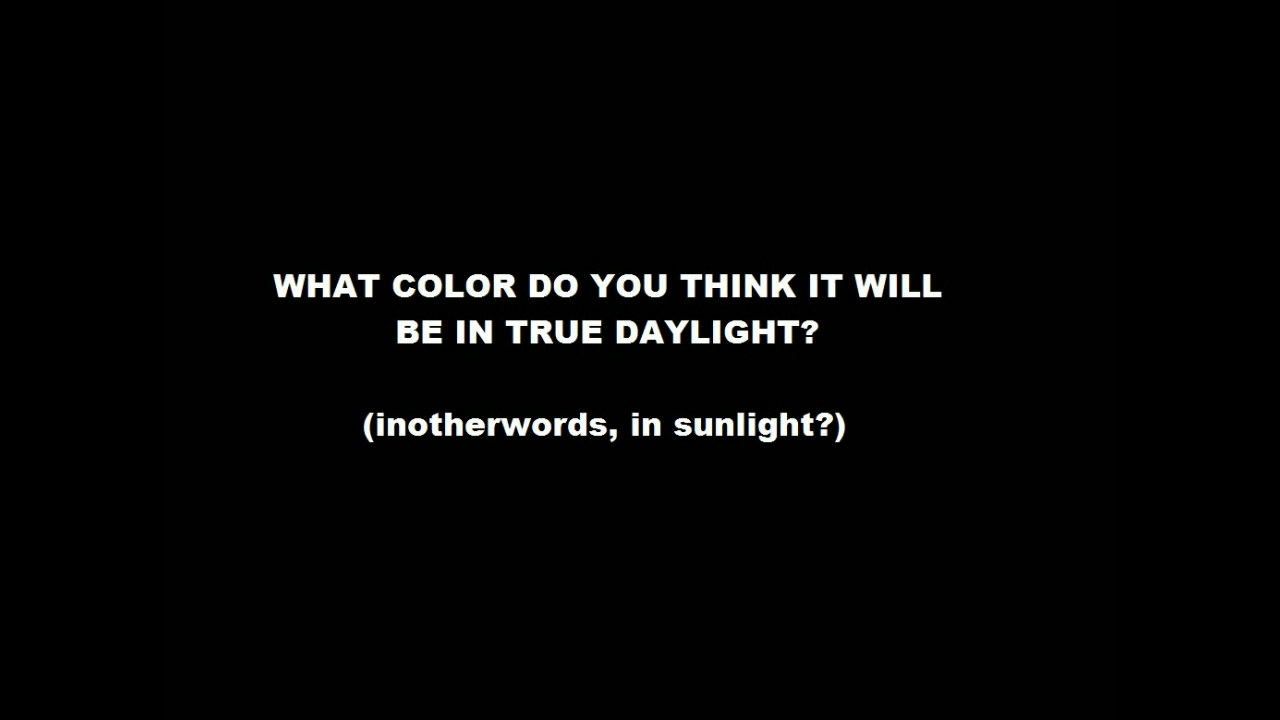 WHAT COLOR DO YOU THINK IT WILL
BE IN TRUE DAYLIGHT?
(inotherwords, in sunlight?)